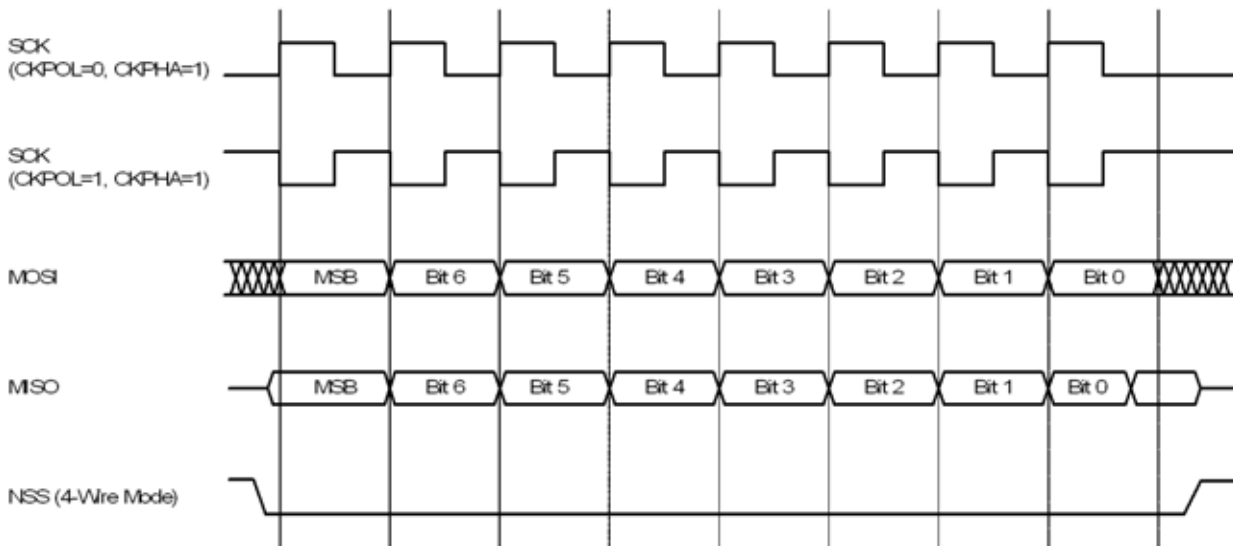 SCK
(CKPOL=0, CKPHA=1)
SCK
(CKPOL=1, CKPHA=1)
MOSI
MSB Bit 6 Bit 5 Bit 4 Bit 3 Bit 2 Bit 1 Bit 0
MISO
MSB Bit 6 Bit 5 Bit 4 Bit 3 Bit 2 Bit 1 Bit 0
NSS (4-Wire Mode)